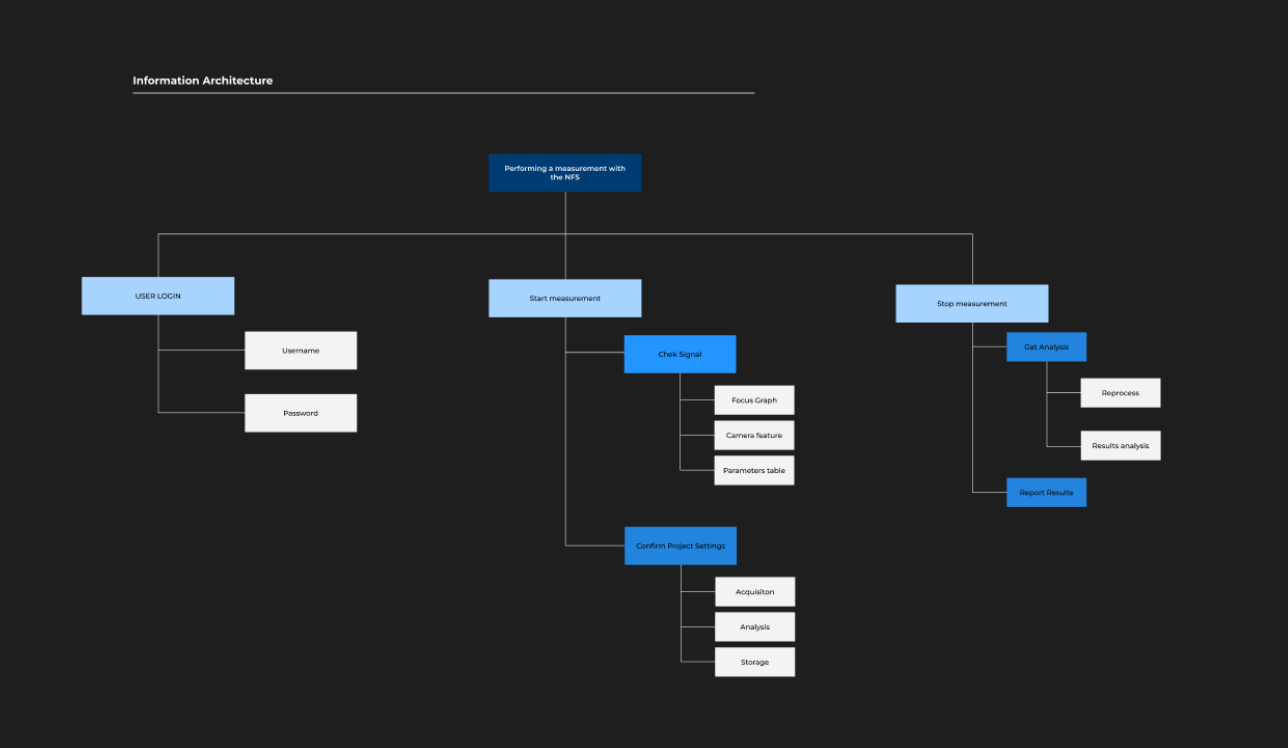 Information Architecture
Performing a measurement with
the NFS
USER LOGIN
Username
Password
Start measurement
Chek Signal
Focus Graph
Camera feature
Parameters table
Confirm Project Settings
Acquisiton
Analysis
Storage
Stop measurement
Get Analysis
Reprocess
Results analysis
Report Results